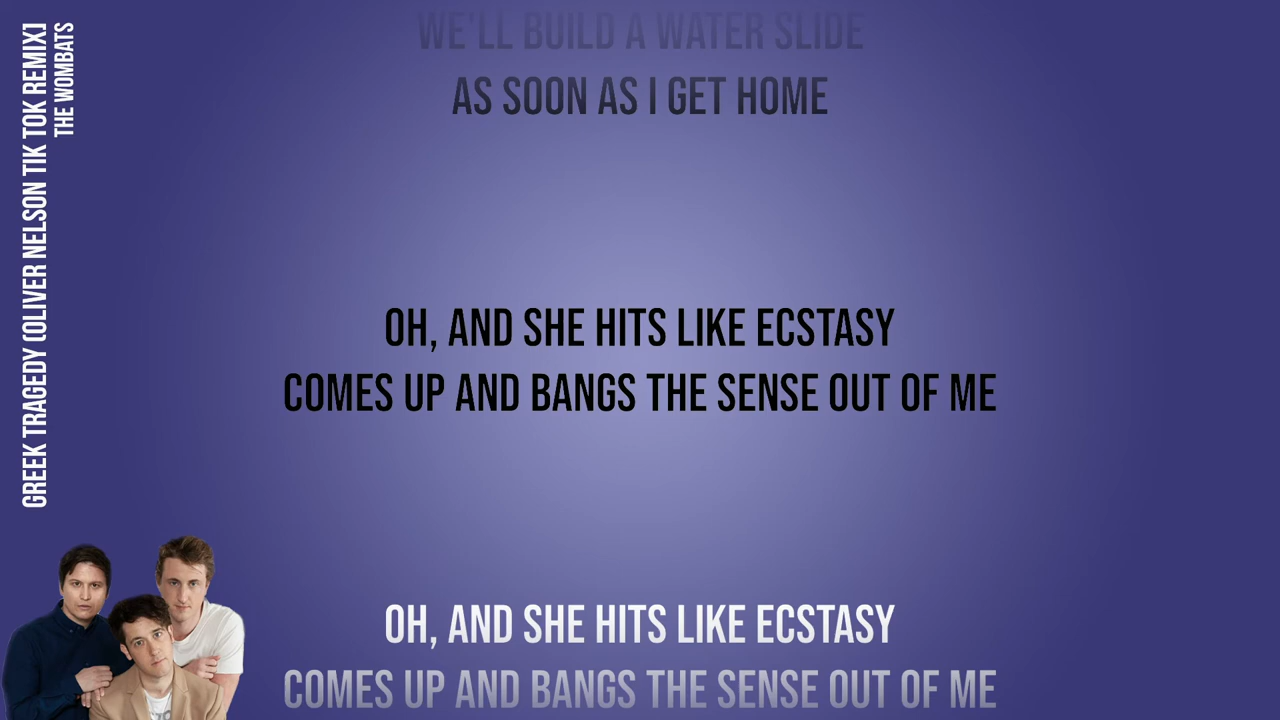 GREEK TRAGEDY (OLIVER NELSON TIK TOK REMIX]
THE WOMBATS
WE'LL BUILD A WATER SLIDE
AS SOON AS I GET HOME
OH, AND SHE HITS LIKE ECSTASY
COMES UP AND BANGS THE SENSE OUT OF ME
OH, AND SHE HITS LIKE ECSTASY
COMES UP AND BANGS THE SENSE OUT OF ME